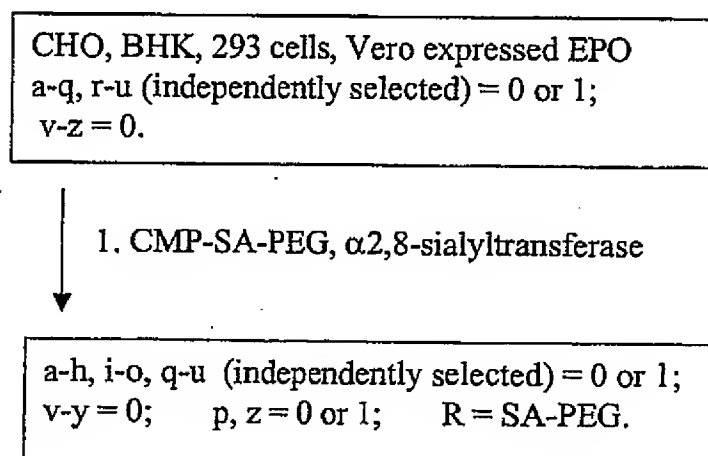 CHO, BHK, 293 cells, Vero expressed EPO
a-q, r-u (independently selected) = 0 or 1;
v-z = 0.
1. CMP-SA-PEG, α2,8-sialyltransferase
a-h, i-o, q-u (independently selected) = 0 or 1;
v-y = 0; p, z = 0 or 1; R = SA-PEG.